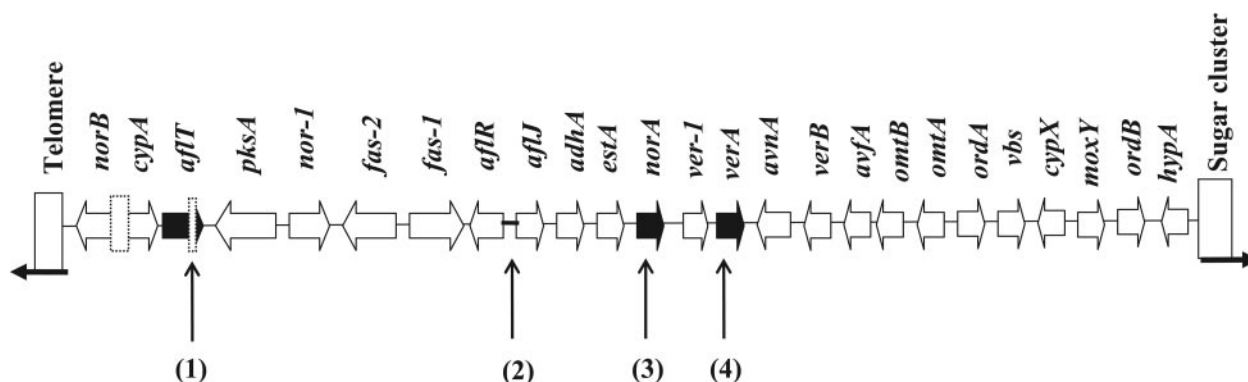 Telomere
norB
cypA
aflT
pksA
nor-1
fas-2
fas-1
aflR
aflJ
adhA
estA
norA
ver-1
verA
avnA
verB
avfA
omtB
omtA
ordA
vbs
cypX
moxY
ordB
hypA
Sugar cluster
(1)
(2)
(3)
(4)